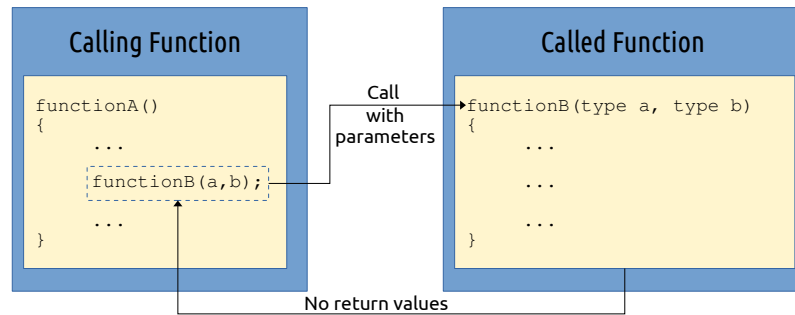 Calling Function
functionA()
{
...
functionB(a,b);
...
}
Call
with
parameters
Called Function
functionB(type a, type b)
{
...
...
...
}
No return values